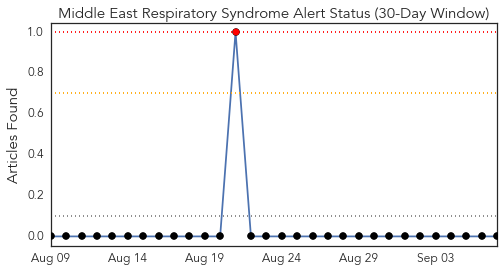 Middle East Respiratory Syndrome Alert Status (30-Day Window)
Articles Found
1.0
0.8
0.6
0.4
0.2
0.0
Aug 09 Aug 14 Aug 19 Aug 24 Aug 29 Sep 03